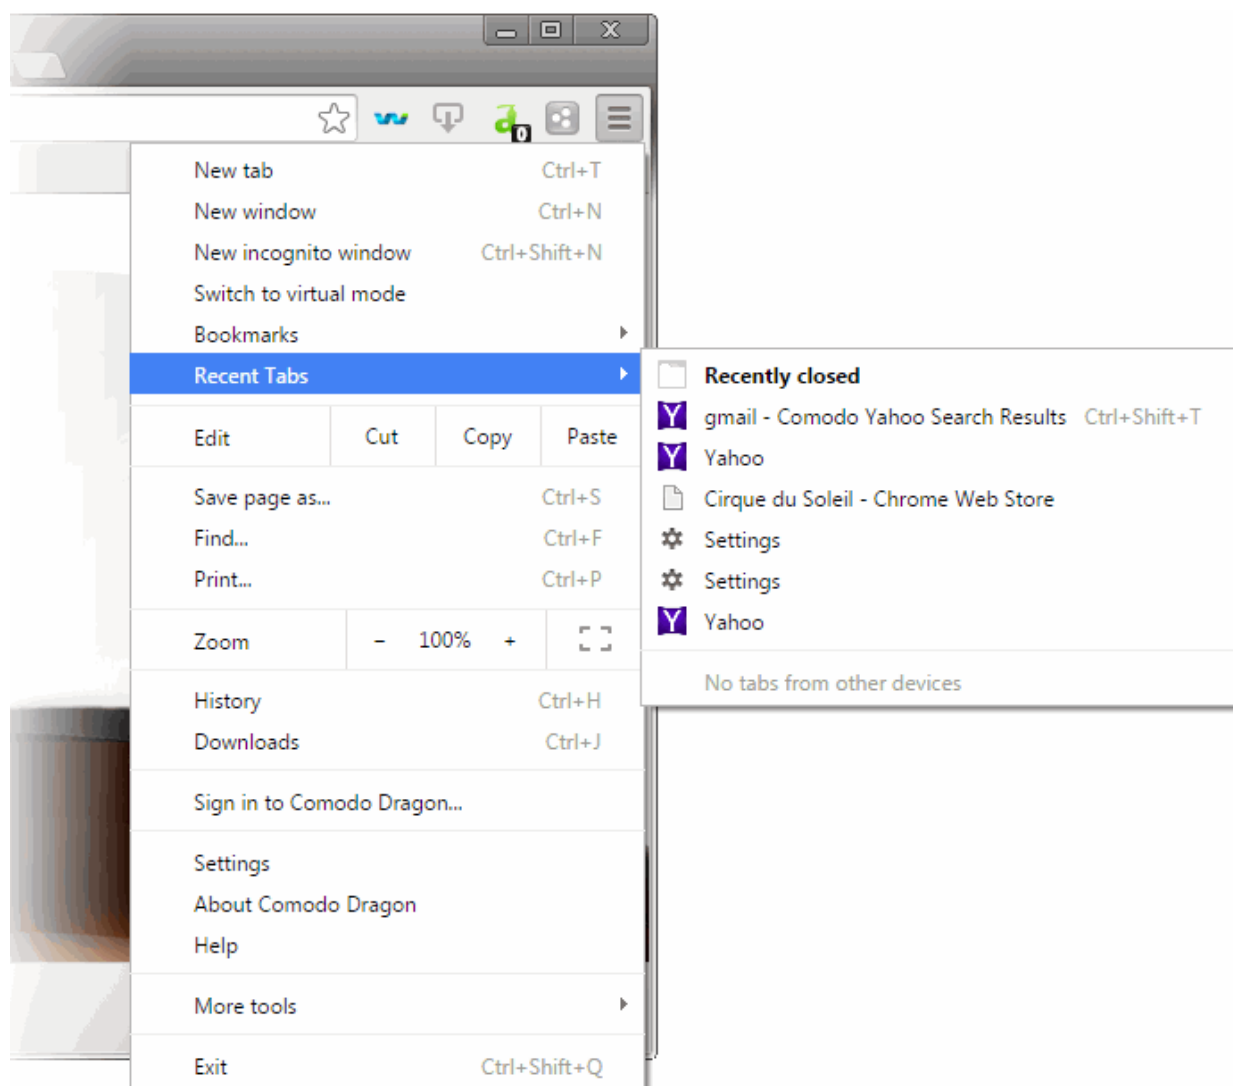 0
New tab Ctrl+T
New window Ctrl+N
New incognito window Ctrl+Shift+N
Switch to virtual mode
Bookmarks
Recent Tabs
Edit Cut Copy Paste
Save page as... Ctrl+S
Find... Ctrl+F
Print... Ctrl+P
Zoom − 100% +
History Ctrl+H
Downloads Ctrl+J
Sign in to Comodo Dragon...
Settings
About Comodo Dragon
Help
More tools
Exit Ctrl+Shift+Q
Recently closed
gmail - Comodo Yahoo Search Results Ctrl+Shift+T
Yahoo
Cirque du Soleil - Chrome Web Store
Settings
Settings
Yahoo
No tabs from other devices